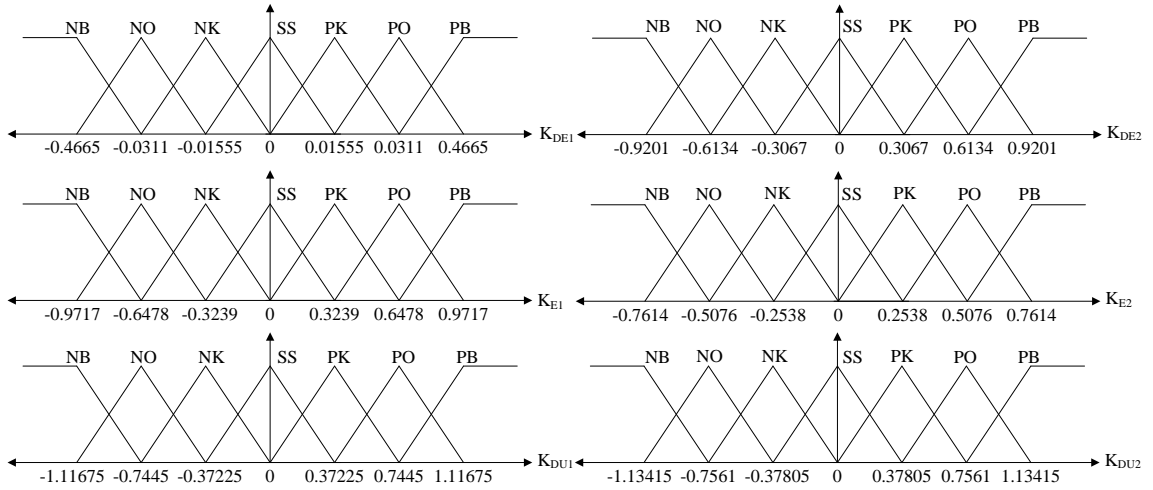 NB NO NK SS PK PO PB
-0.4665 -0.0311 -0.01555 0 0.01555 0.0311 0.4665 K_DE1
NB NO NK SS PK PO PB
-0.9201 -0.6134 -0.3067 0 0.3067 0.6134 0.9201 K_DE2
NB NO NK SS PK PO PB
-0.9717 -0.6478 -0.3239 0 0.3239 0.6478 0.9717 K_E1
NB NO NK SS PK PO PB
-0.7614 -0.5076 -0.2538 0 0.2538 0.5076 0.7614 K_E2
NB NO NK SS PK PO PB
-1.11675 -0.7445 -0.37225 0 0.37225 0.7445 1.11675 K_DU1
NB NO NK SS PK PO PB
-1.13415 -0.7561 -0.37805 0 0.37805 0.7561 1.13415 K_DU2